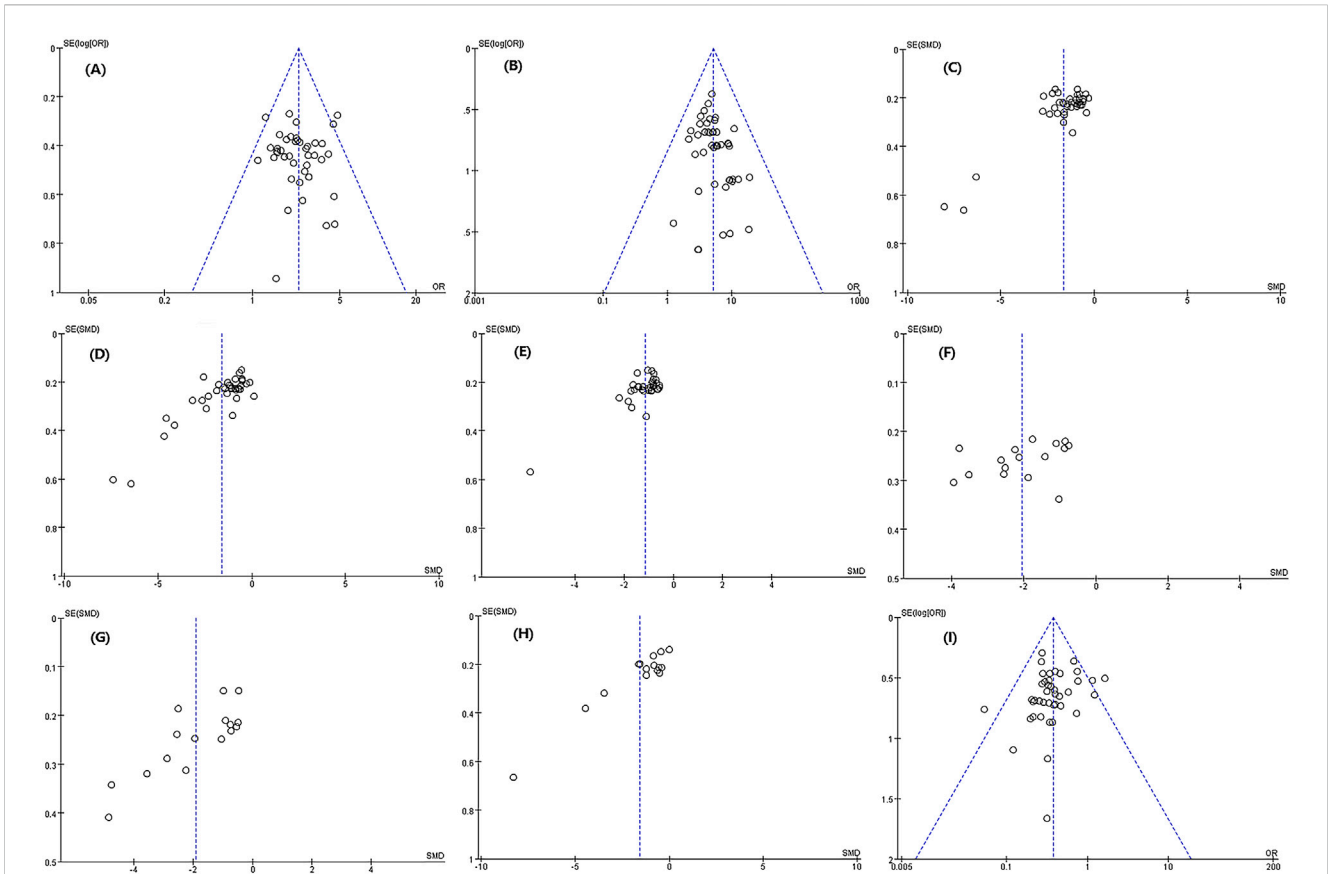 SE(log[OR])
(A)
0
0.2
0.4
0.6
0.8
1
0.05 0.2 1 5 20
OR
SE(log[OR])
(B)
0
.5
1
.5
2
0.001 0.1 1 10 1000
OR
SE(SMD)
(C)
0
0.2
0.4
0.6
0.8
1
-10 -5 0 5 10
SMD
SE(SMD)
(D)
0
0.2
0.4
0.6
0.8
1
-10 -5 0 5 10
SMD
SE(SMD)
(E)
0
0.2
0.4
0.6
0.8
1
-4 -2 0 2 4
SMD
SE(SMD)
(F)
0
0.1
0.2
0.3
0.4
0.5
-4 -2 0 2 4
SMD
SE(SMD)
(G)
0
0.1
0.2
0.3
0.4
0.5
-4 -2 0 2 4
SMD
SE(SMD)
(H)
0
0.2
0.4
0.6
0.8
1
-10 -5 0 5 10
SMD
SE(log[OR])
(I)
0
0.5
1
1.5
2
0.005 0.1 1 10 200
OR